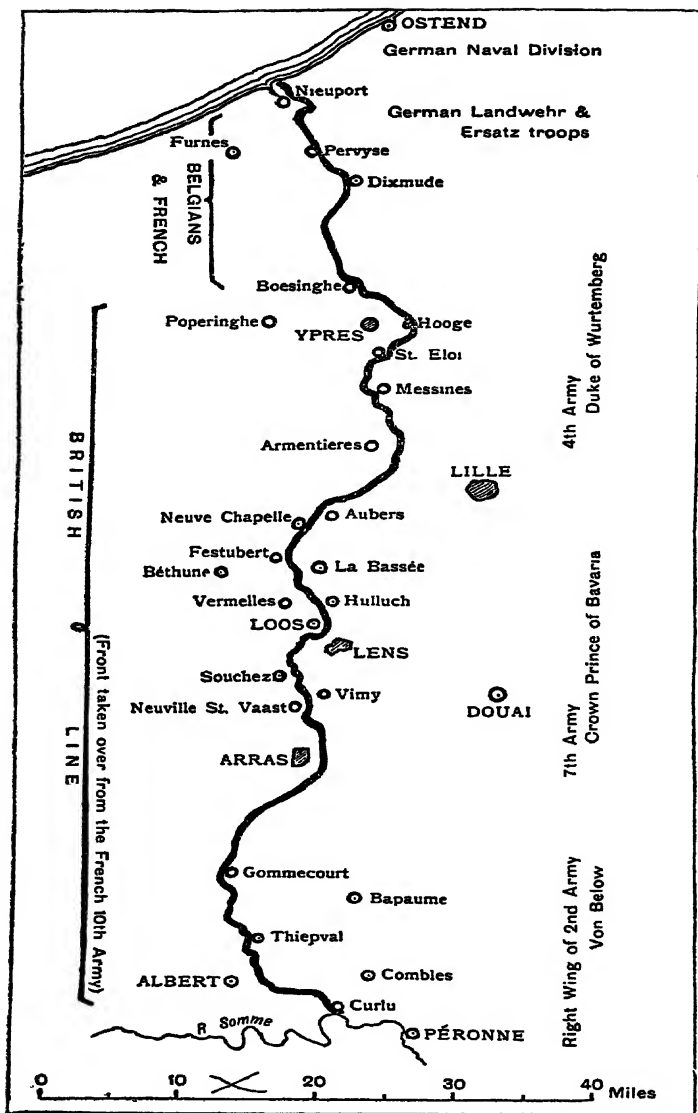 OSTEND
German Naval Division
Nieuport
German Landwehr &
Ersatz troops
Furnes
Pervyse
BELGIANS
& FRENCH
Dixmude
Boesinghe
Poperinghe
YPRES
Hooge
St. Eloi
4th Army
Duke of Wurtemberg
Messines
Armentieres
LILLE
BRITISH
LINE
(Front taken over from the French 10th Army)
Neuve Chapelle
Aubers
Festubert
Béthune
La Bassée
Vermelles
Hulluch
LOOS
LENS
7th Army
Crown Prince of Bavaria
Souchez
Vimy
DOUAI
Neuville St. Vaast
ARRAS
Gommecourt
Bapaume
Right Wing of 2nd Army
Von Below
Thiepval
ALBERT
Combles
Curlu
R Somme
PÉRONNE
0 10 20 30 40 Miles